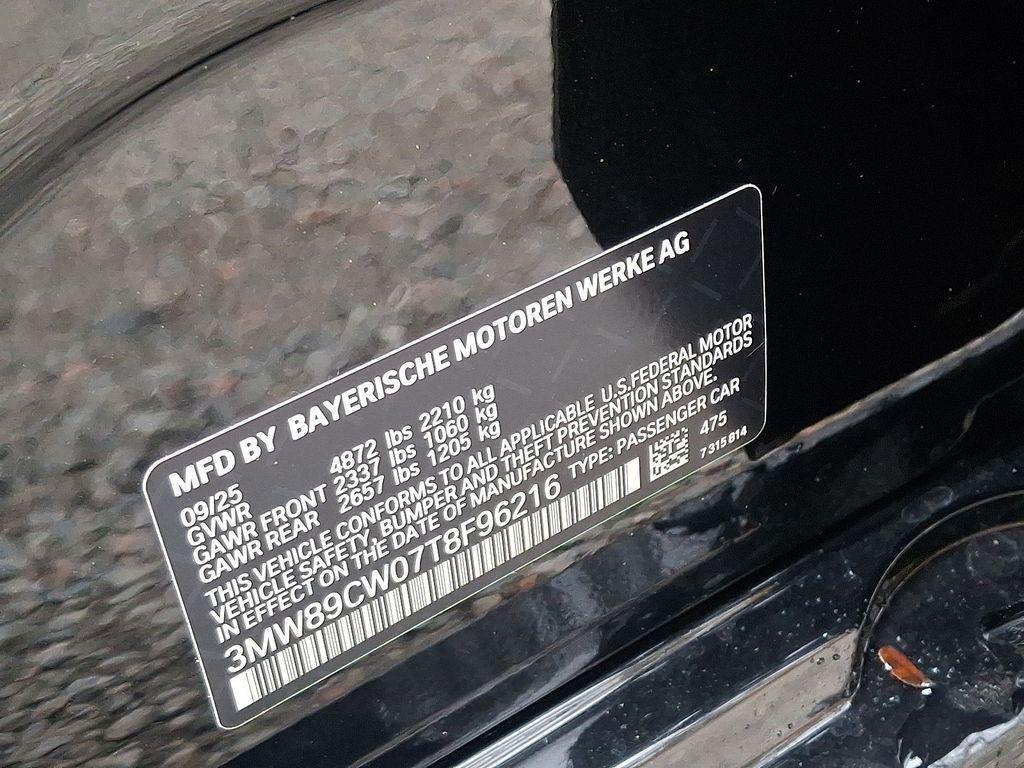 MFD BY BAYERISCHE MOTOREN WERKE AG
09/25
GVWR 4872 lbs 2210 kg
GAWR FRONT 2337 lbs 1060 kg
GAWR REAR 2657 lbs 1205 kg
THIS VEHICLE CONFORMS TO ALL APPLICABLE U.S.FEDERAL MOTOR
VEHICLE SAFETY, BUMPER AND THEFT PREVENTION STANDARDS
IN EFFECT ON THE DATE OF MANUFACTURE SHOWN ABOVE.
3MW89CW07T8F96216 TYPE: PASSENGER CAR
475
7 315 814